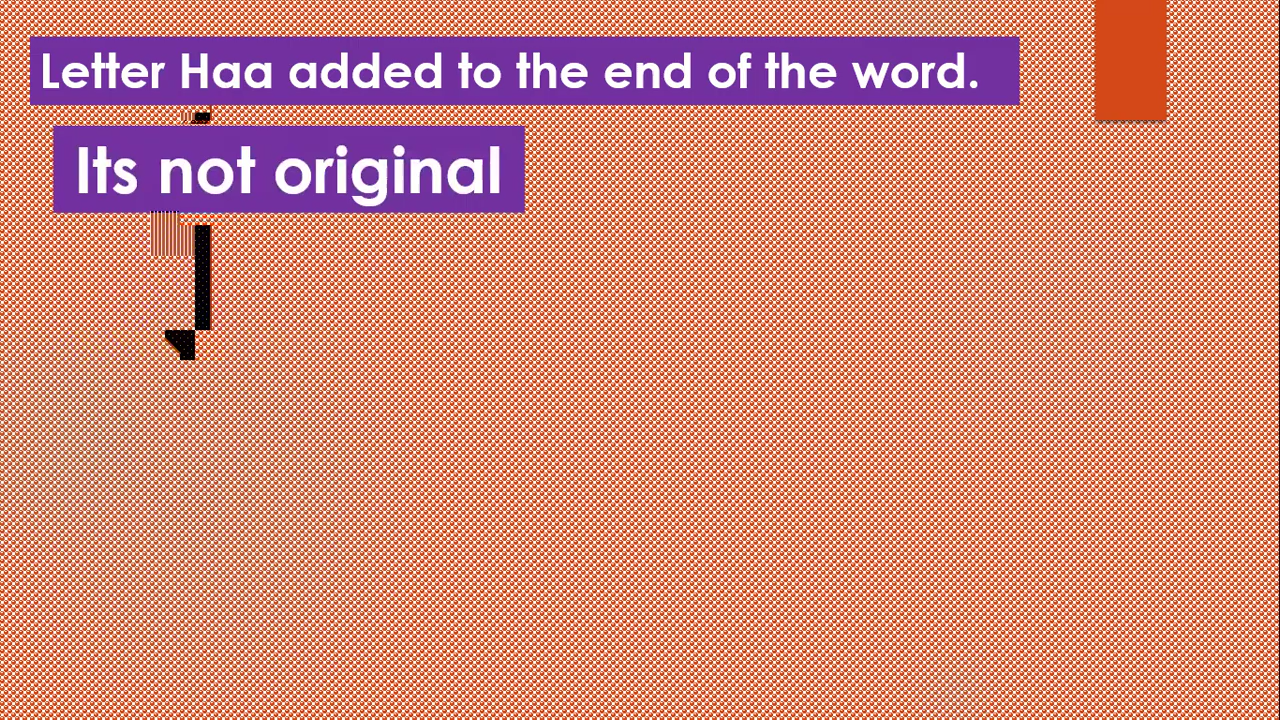 Letter Haa added to the end of the word.
Its not original